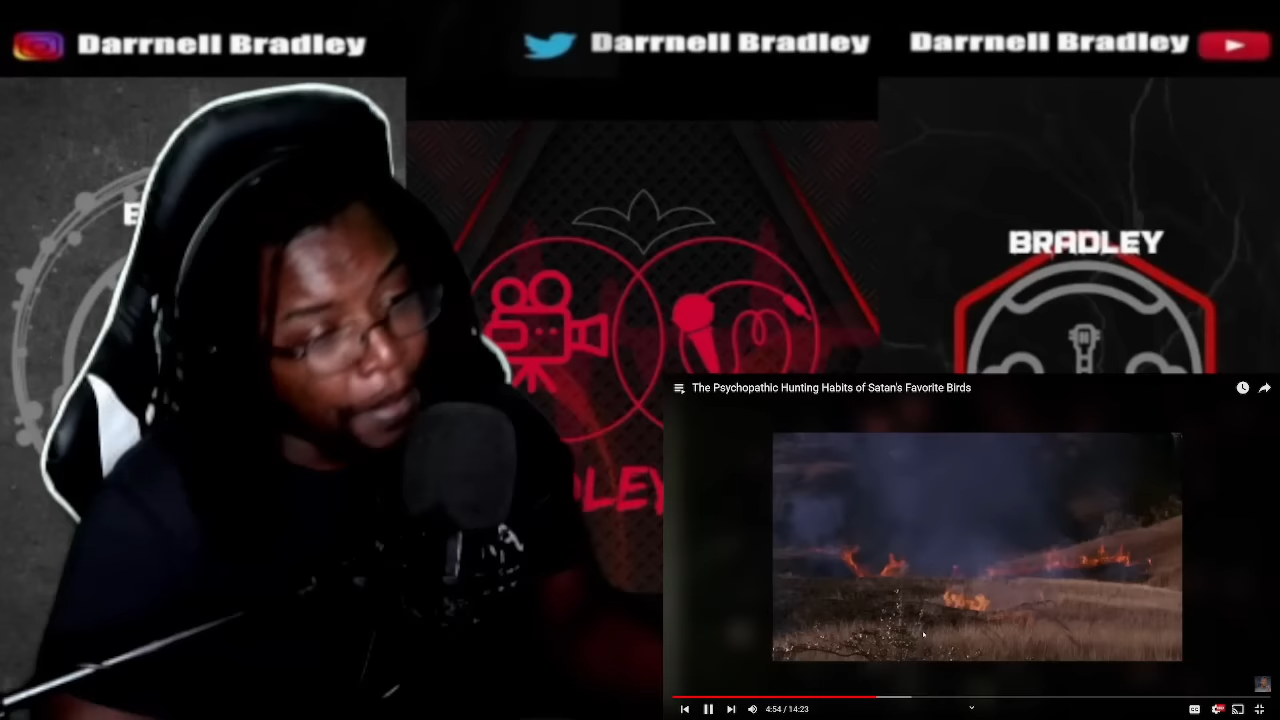 Darrnell Bradley
Darrnell Bradley
Darrnell Bradley
BRADLEY
The Psychopathic Hunting Habits of Satan's Favorite Birds
4:54 / 14:23